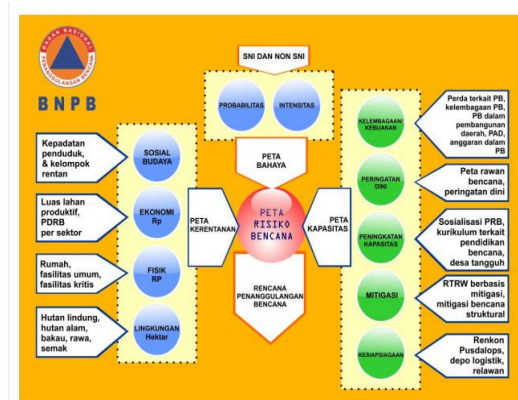 BADAN NASIONAL
PENANGGULANGAN BENCANA
BNPB
SNI DAN NON SNI
PROBABILITAS
INTENSITAS
PETA
BAHAYA
Kepadatan
penduduk,
& kelompok
rentan
SOSIAL
BUDAYA
Luas lahan
produktif,
PDRB
per sektor
EKONOMI
Rp
Rumah,
fasilitas umum,
fasilitas kritis
FISIK
RP
Hutan lindung,
hutan alam,
bakau, rawa,
semak
LINGKUNGAN
Hektar
PETA
KERENTANAN
PETA
RISIKO
BENCANA
PETA
KAPASITAS
RENCANA
PENANGGULANGAN
BENCANA
KELEMBAGAAN/
KEBIJAKAN
Perda terkait PB,
kelembagaan PB,
PB dalam
pembangunan
daerah, PAD,
anggaran dalam
PB
PERINGATAN
DINI
Peta rawan
bencana,
peringatan dini
PENINGKATAN
KAPASITAS
Sosialisasi PRB,
kurikulum terkait
pendidikan
bencana,
desa tangguh
MITIGASI
RTRW berbasis
mitigasi,
mitigasi bencana
struktural
KESIAPSIAGAAN
Renkon
Pusdalops,
depo logistik,
relawan